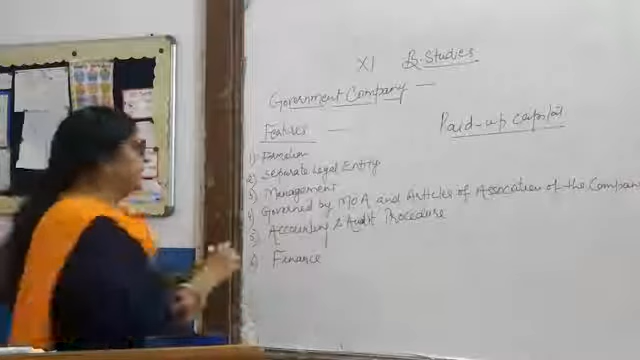 XI B. Studies
Government Company —
Features —
Paid-up capital
1) Formation
2) Separate Legal Entity
3) Management
4) Governed by MOA and Articles of Association of the Company
5) Accounting & Audit Procedure
6) Finance